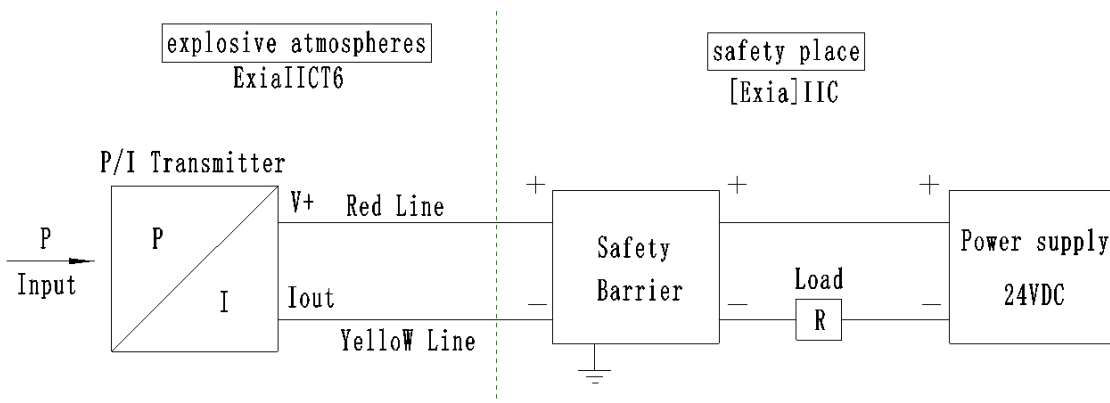 explosive atmospheres
ExiaIICT6
safety place
[Exia]IIC
P/I Transmitter
V+
Red Line
+
+
+
P
Input
P
I
Iout
YelloW Line
Safety
Barrier
−
−
Load
R
−
Power supply
24VDC